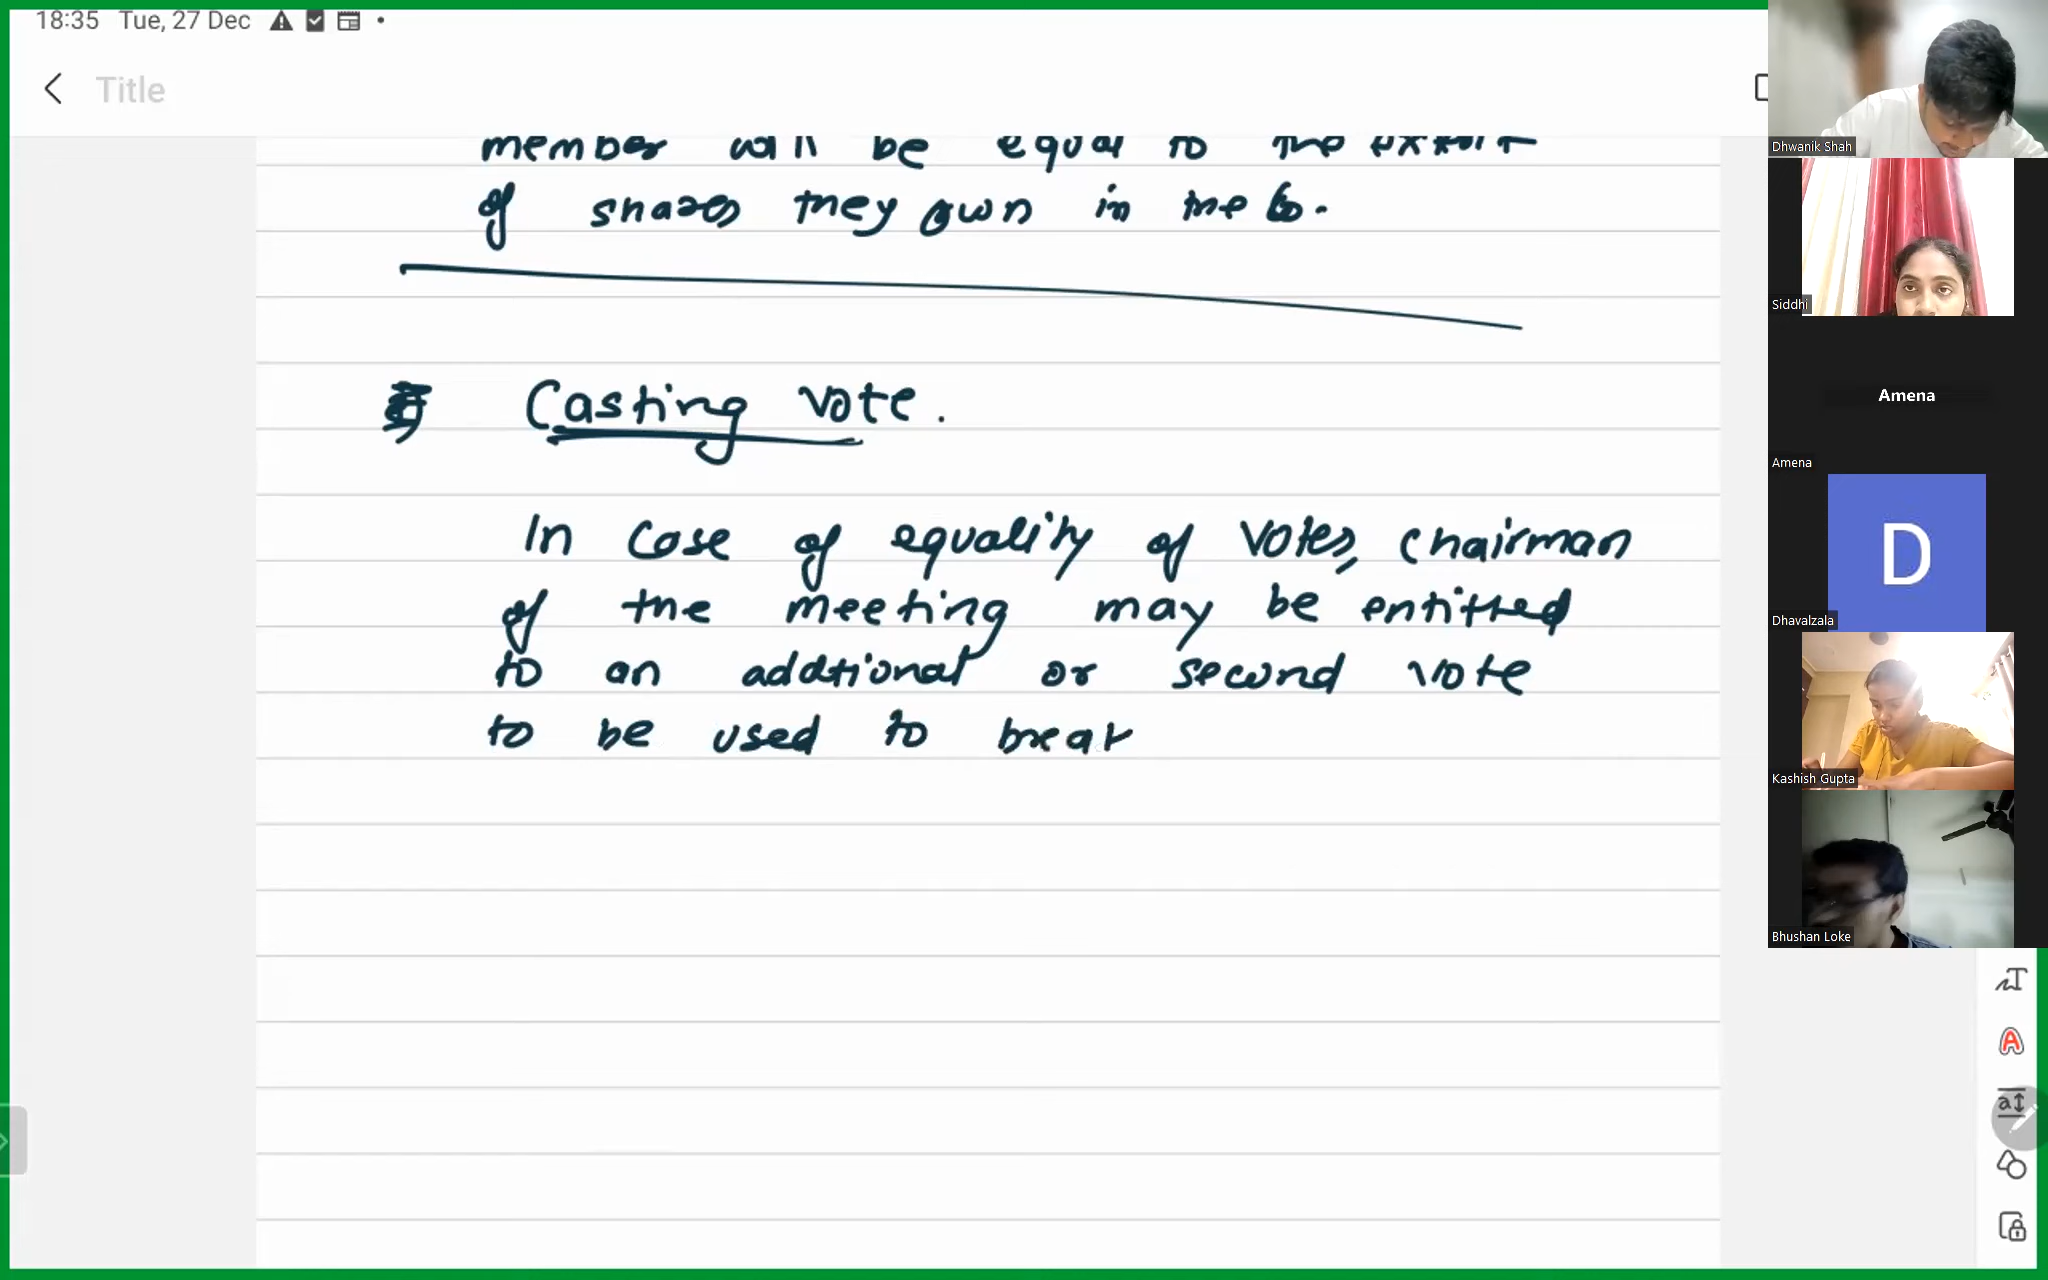 18:35 Tue, 27 Dec
Title
member will be equal to the extent
of shares they own in the Co.
Casting vote.
In case of equality of votes, chairman
of the meeting may be entitled
to an addtional or second vote
to be used to break
Dhwanik Shah
Siddhi
Amena
Amena
D
Dhavalzala
Kashish Gupta
Bhushan Loke
T
A
a